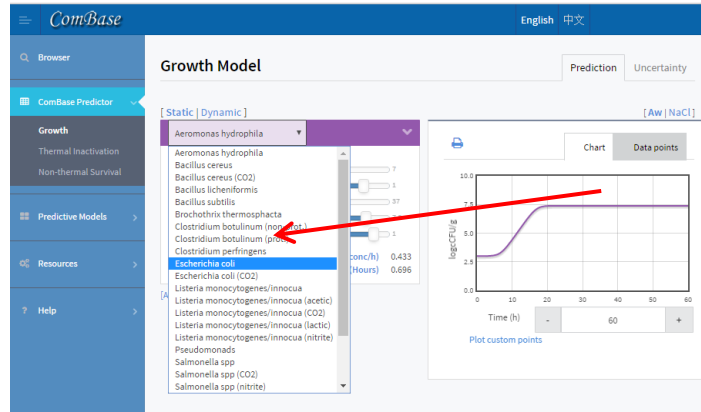 ComBase
English 中文
Browser
ComBase Predictor
Growth
Thermal Inactivation
Non-thermal Survival
Predictive Models
Resources
Help
Growth Model
Prediction Uncertainty
[ Static | Dynamic ]
[ Aw | NaCl ]
Aeromonas hydrophila
Aeromonas hydrophila
Bacillus cereus
Bacillus cereus (CO2)
Bacillus licheniformis
Bacillus subtilis
Brochothrix thermosphacta
Clostridium botulinum (non-prot.)
Clostridium botulinum (prot.)
Clostridium perfringens
Escherichia coli
Escherichia coli (CO2)
Listeria monocytogenes/innocua
Listeria monocytogenes/innocua (acetic)
Listeria monocytogenes/innocua (CO2)
Listeria monocytogenes/innocua (lactic)
Listeria monocytogenes/innocua (nitrite)
Pseudomonads
Salmonella spp
Salmonella spp (CO2)
Salmonella spp (nitrite)
7
1
37
1
conc/h) 0.433
(Hours) 0.696
[A
Chart Data points
10.0
7.5
5.0
2.5
0.0
logcCFU/g
0 10 20 30 40 50 60
Time (h) - 60 +
Plot custom points